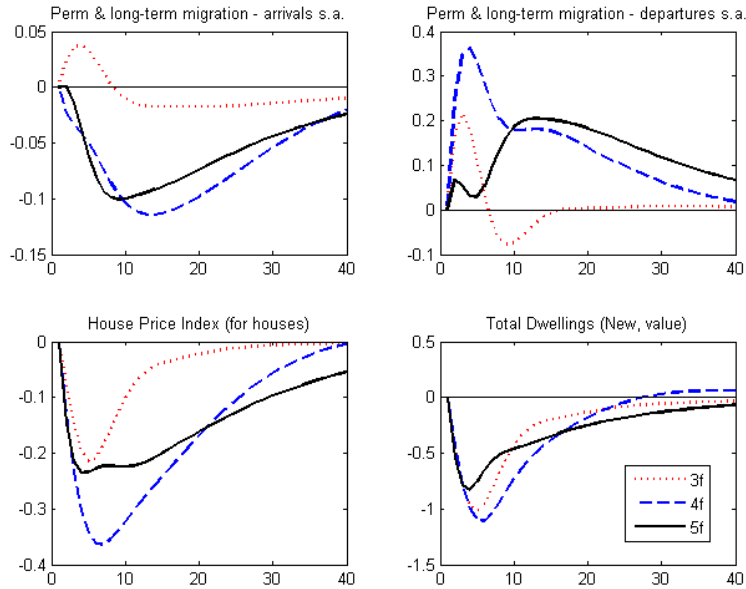 Perm & long-term migration - arrivals s.a.
0.05
0
-0.05
-0.1
-0.15
0 10 20 30 40
Perm & long-term migration - departures s.a.
0.4
0.3
0.2
0.1
0
-0.1
0 10 20 30 40
House Price Index (for houses)
0
-0.1
-0.2
-0.3
-0.4
0 10 20 30 40
Total Dwellings (New, value)
0.5
0
-0.5
-1
-1.5
0 10 20 30 40
3f
4f
5f